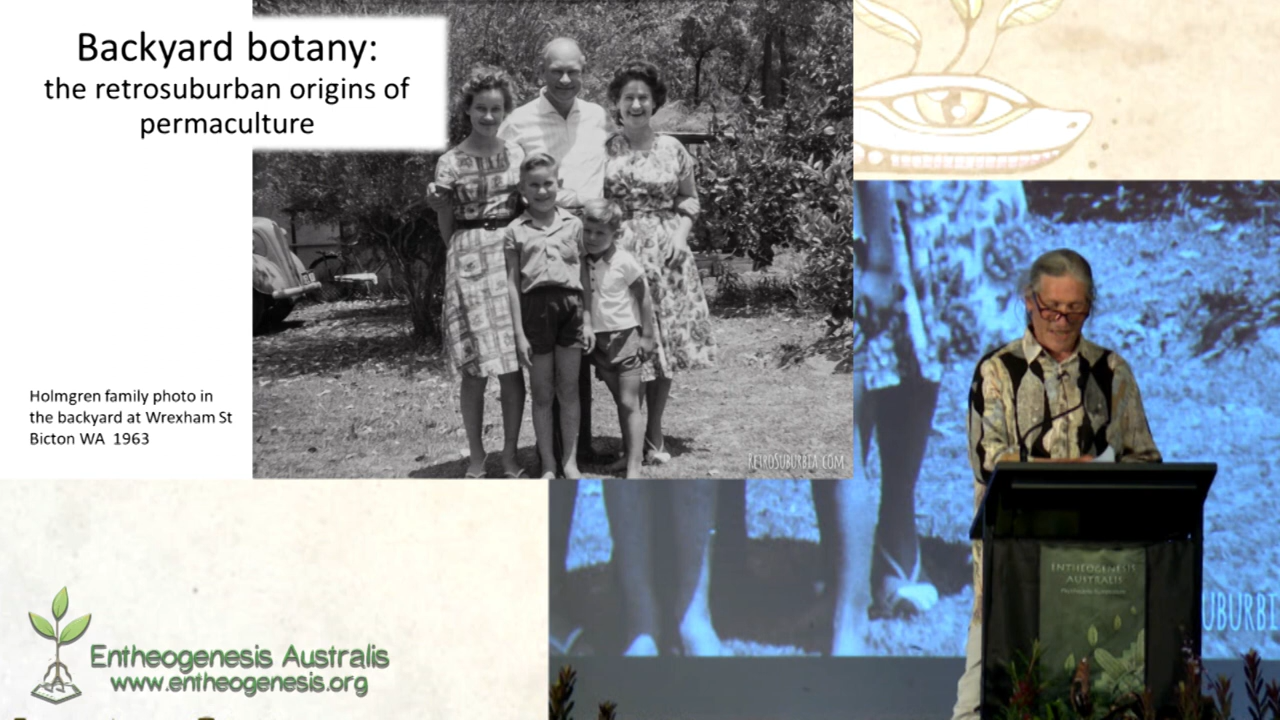 Backyard botany:
the retrosuburban origins of
permaculture
Holmgren family photo in
the backyard at Wrexham St
Bicton WA 1963
RETROSUBURBIA.COM
ENTHEOGENESIS
AUSTRALIS
UBURBI
Entheogenesis Australis
www.entheogenesis.org